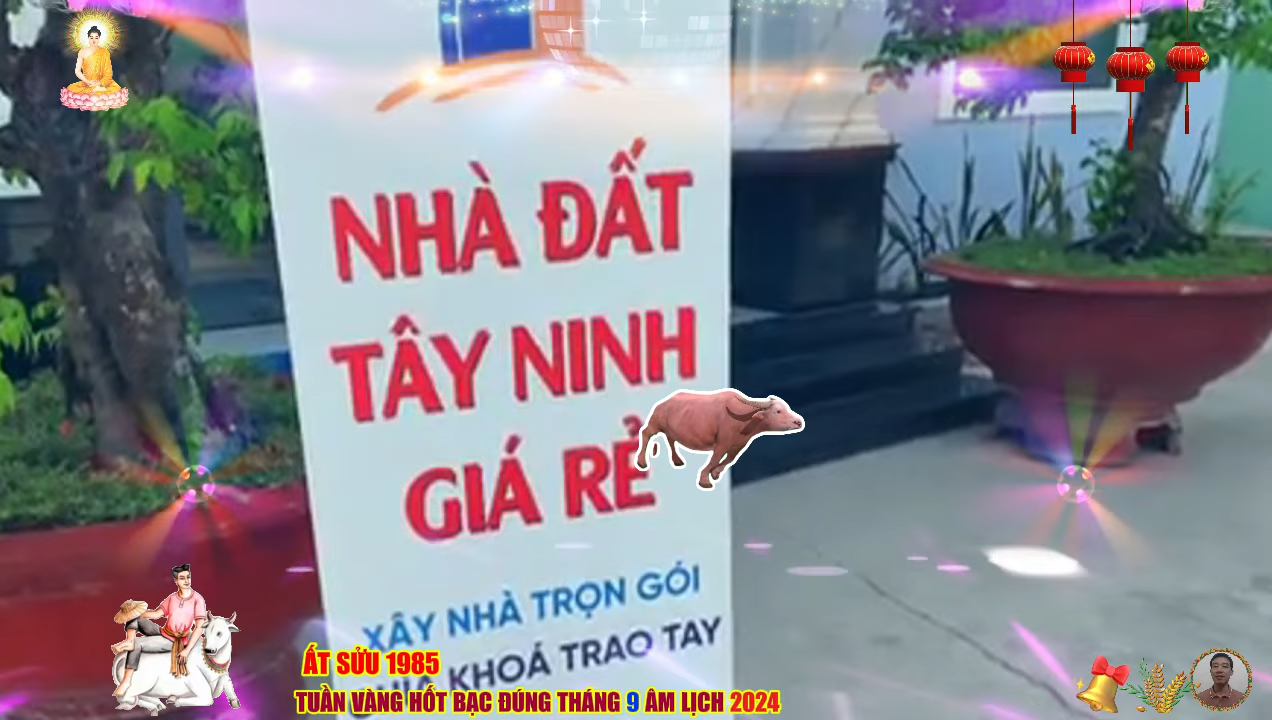 NHÀ ĐẤT
TÂY NINH
GIÁ RẺ
XÂY NHÀ TRỌN GÓI
KHOÁ TRAO TAY
ẤT SỬU 1985
TUẦN VÀNG HỐT BẠC ĐÚNG THÁNG 9 ÂM LỊCH 2024